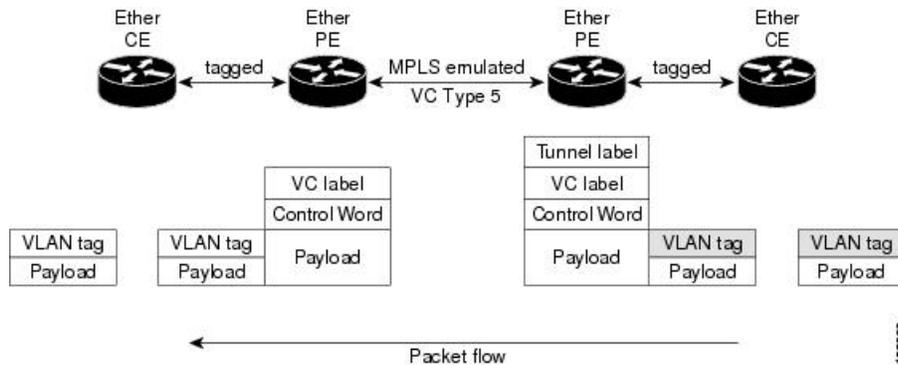 Ether
CE
Ether
PE
Ether
PE
Ether
CE
tagged
MPLS emulated
VC Type 5
tagged
Tunnel label
VC label
VC label
Control Word
Control Word
VLAN tag
VLAN tag
Payload
Payload
VLAN tag
VLAN tag
Payload
Payload
Payload
Payload
Packet flow